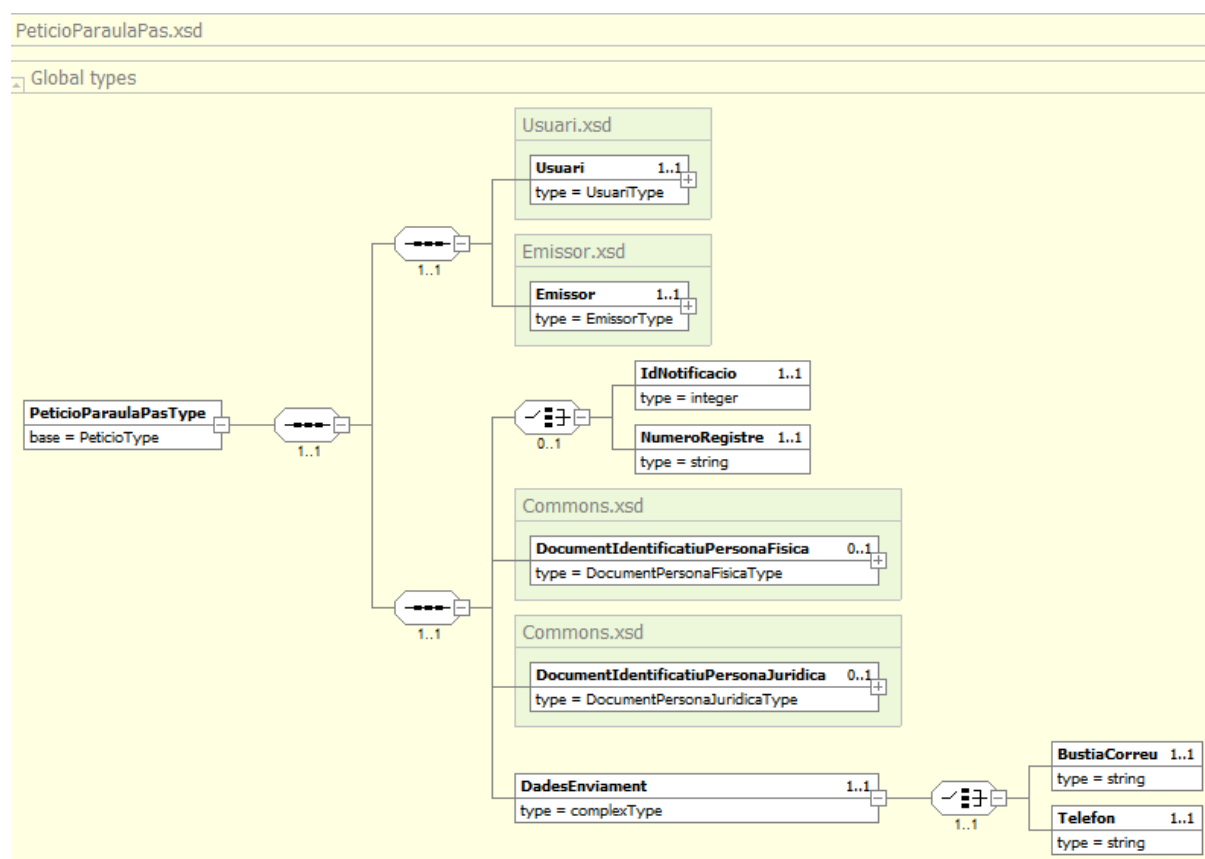 PeticioParaulaPas.xsd
Global types
Usuari.xsd
Usuari 1..1
type = UsuariType
1..1
Emissor.xsd
Emissor 1..1
type = EmissorType
IdNotificacio 1..1
type = integer
PeticioParaulaPasType
base = PeticioType
1..1
0..1
NumeroRegistre 1..1
type = string
Commons.xsd
DocumentIdentificatiuPersonaFisica 0..1
type = DocumentPersonaFisicaType
1..1
Commons.xsd
DocumentIdentificatiuPersonaJuridica 0..1
type = DocumentPersonaJuridicaType
DadesEnviament 1..1
type = complexType
1..1
BustiaCorreu 1..1
type = string
Telefon 1..1
type = string